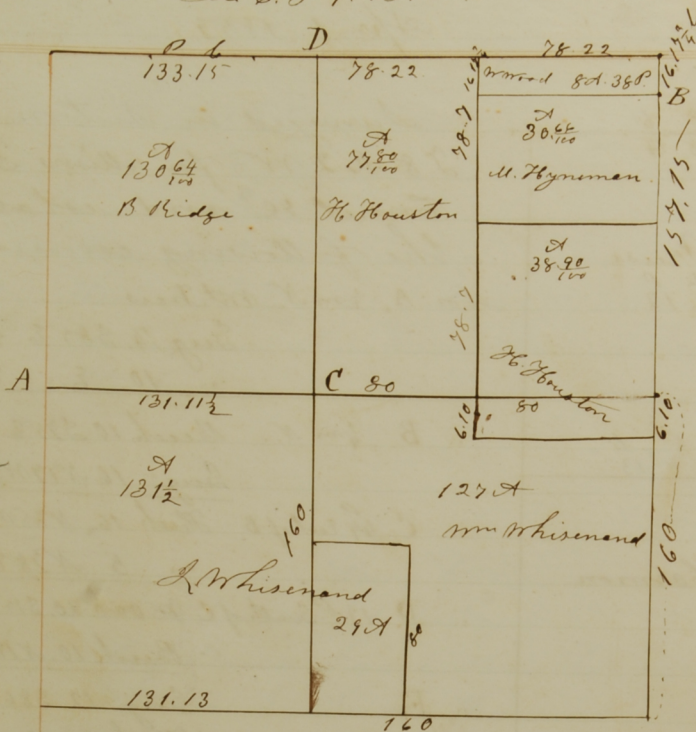 D
133.15
78.22
78.22
W Wood 8A. 38P.
B
A
130 64/100
B Ridge
A
77 80/100
H. Houston
78.7
A
30 66/100
M. Hyneman
157.15
A
38 90/100
78.7
H. Houston
A
C
80
131.11½
80
6.10
6.10
A
131½
127 A
Wm Whisenand
160
160
J Whisenand
29 A
80
131.13
160